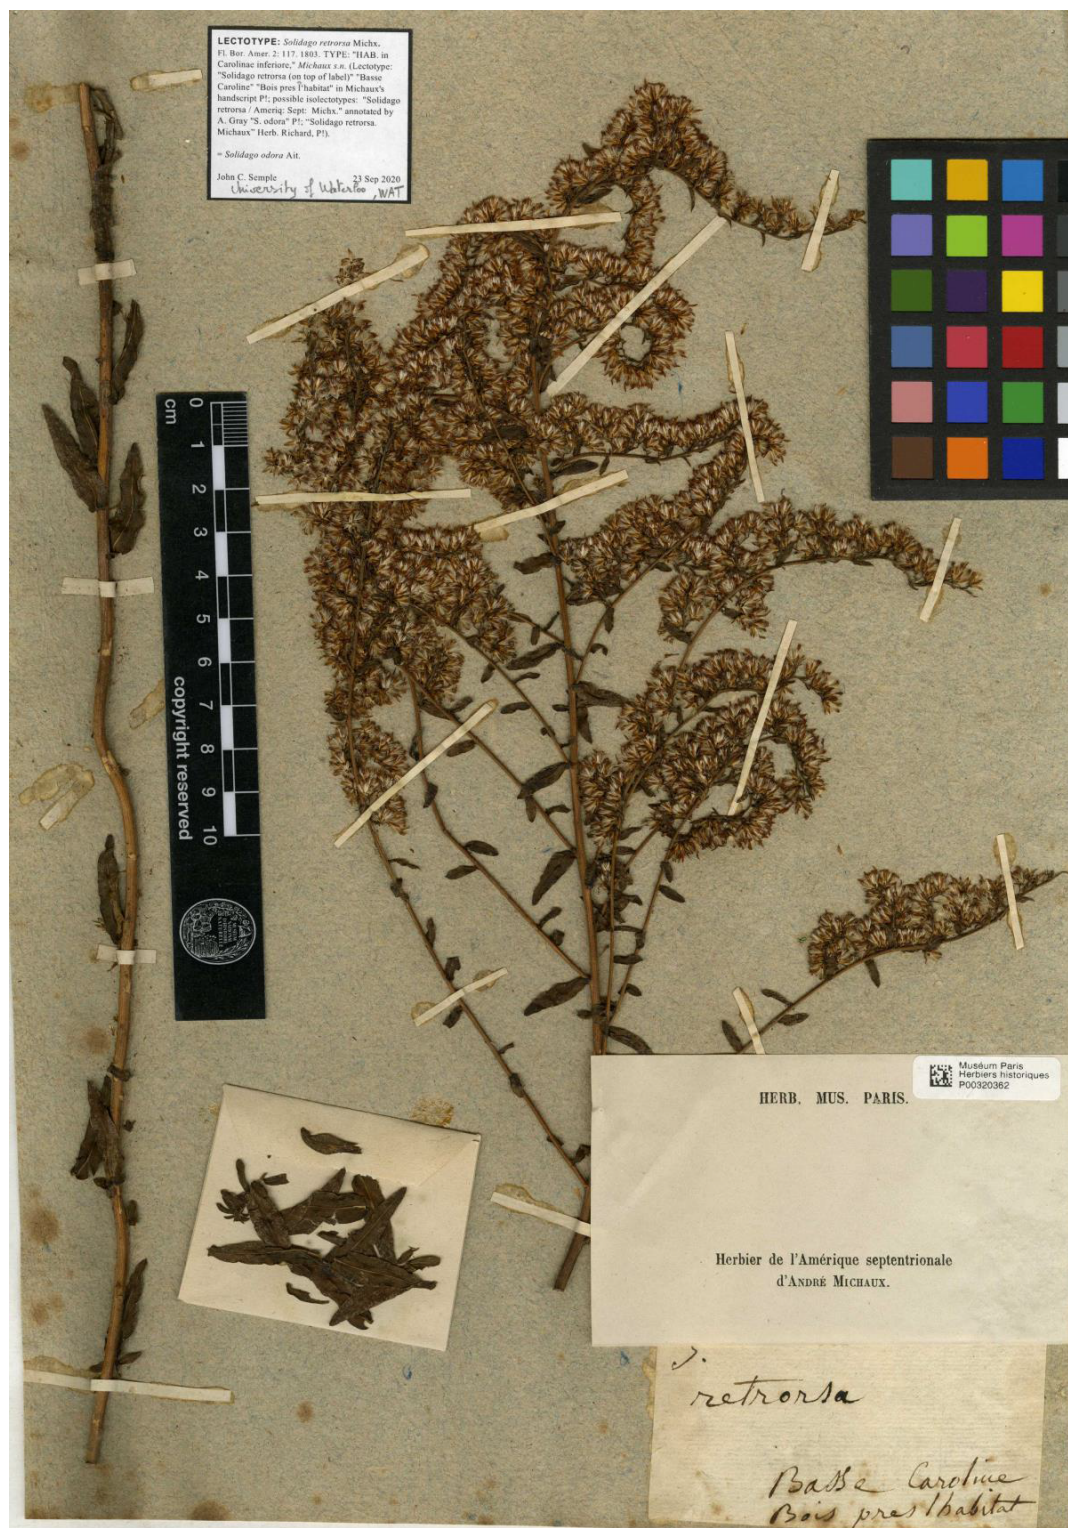 LECTOTYPE: Solidago retrorsa Michx.
Fl. Bor. Amer. 2: 117. 1803. TYPE: "HAB. in
Carolinae inferiore," Michaux s.n. (Lectotype:
"Solidago retrorsa (on top of label)" "Basse
Caroline" "Bois pres l'habitat" in Michaux's
handscript P!; possible isolectotypes: "Solidago
retrorsa / Ameriq: Sept: Michx." annotated by
A. Gray "S. odora" P!; "Solidago retrorsa.
Michaux" Herb. Richard, P!).
= Solidago odora Ait.
John C. Semple 23 Sep 2020
University of Waterloo, WAT
cm
0
1
2
3
4
5
6
7
8
9
10
copyright reserved
Muséum Paris
Herbiers historiques
P00320362
HERB. MUS. PARIS.
Herbier de l'Amérique septentrionale
d'ANDRÉ MICHAUX.
S.
retrorsa
Basse Caroline
Bois pres l'habitat